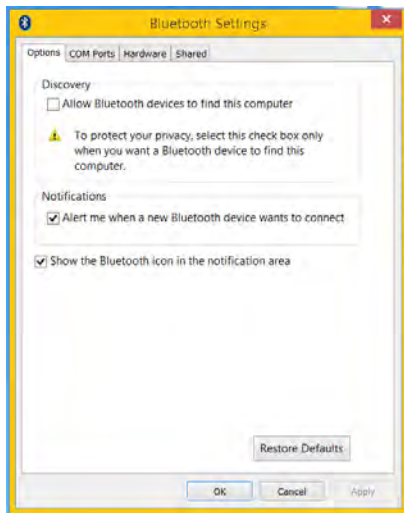 Bluetooth Settings
Options COM Ports Hardware Shared
Discovery
Allow Bluetooth devices to find this computer
To protect your privacy, select this check box only
when you want a Bluetooth device to find this
computer.
Notifications
Alert me when a new Bluetooth device wants to connect
Show the Bluetooth icon in the notification area
Restore Defaults
OK Cancel Apply